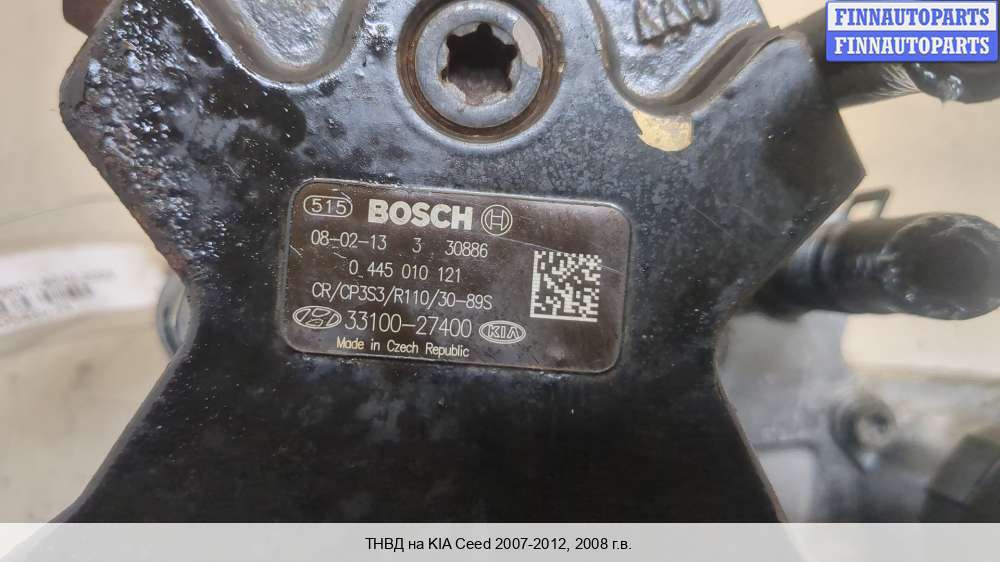 FINNAUTOPARTS
FINNAUTOPARTS
515 BOSCH
08-02-13 3 30886
0 445 010 121
CR/CP3S3/R110/30-89S
33100-27400 KIA
Made in Czech Republic
ТНВД на KIA Ceed 2007-2012, 2008 г.в.